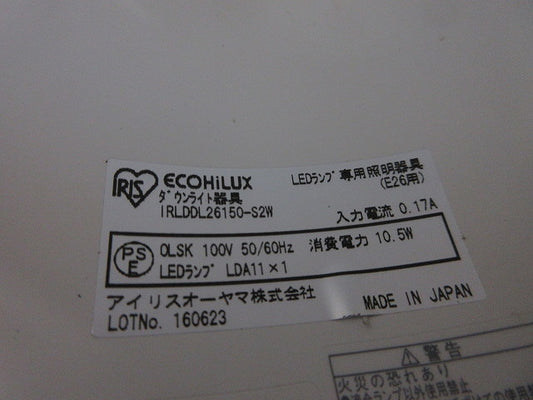 IRIS ECOHiLUX
ﾀﾞｳﾝﾗｲﾄ器具
IRLDDL26150-S2W
LEDﾗﾝﾌﾟ専用照明器具
(E26用)
入力電流 0.17A
PSE OLSK 100V 50/60Hz 消費電力 10.5W
LEDﾗﾝﾌﾟ LDA11×1
アイリスオーヤマ株式会社
MADE IN JAPAN
LOTNo. 160623
⚠警告
火災の恐れあり